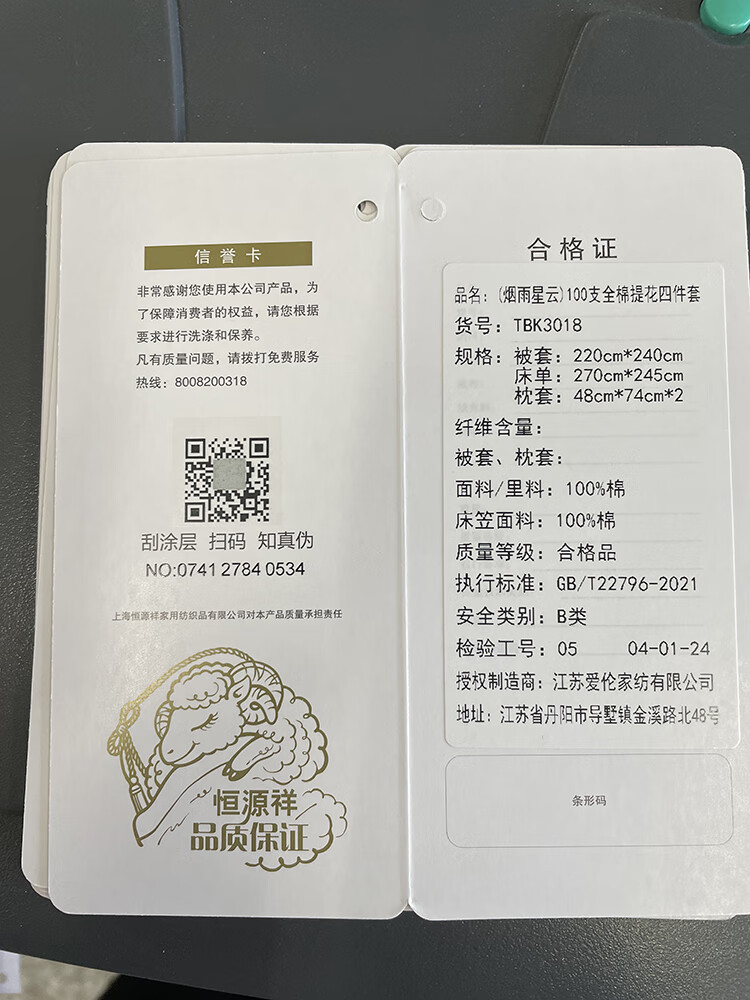 信誉卡
非常感谢您使用本公司产品，为
了保障消费者的权益，请您根据
要求进行洗涤和保养。
凡有质量问题，请拨打免费服务
热线：8008200318
刮涂层 扫码 知真伪
NO:0741 2784 0534
上海恒源祥家用纺织品有限公司对本产品质量承担责任
恒源祥
品质保证
合格证
品名：(烟雨星云)100支全棉提花四件套
货号：TBK3018
规格：被套：220cm*240cm
床单：270cm*245cm
枕套：48cm*74cm*2
纤维含量：
被套、枕套：
面料/里料：100%棉
床笠面料：100%棉
质量等级：合格品
执行标准：GB/T22796-2021
安全类别：B类
检验工号：05 04-01-24
授权制造商：江苏爱伦家纺有限公司
地址：江苏省丹阳市导墅镇金溪路北48号
条形码